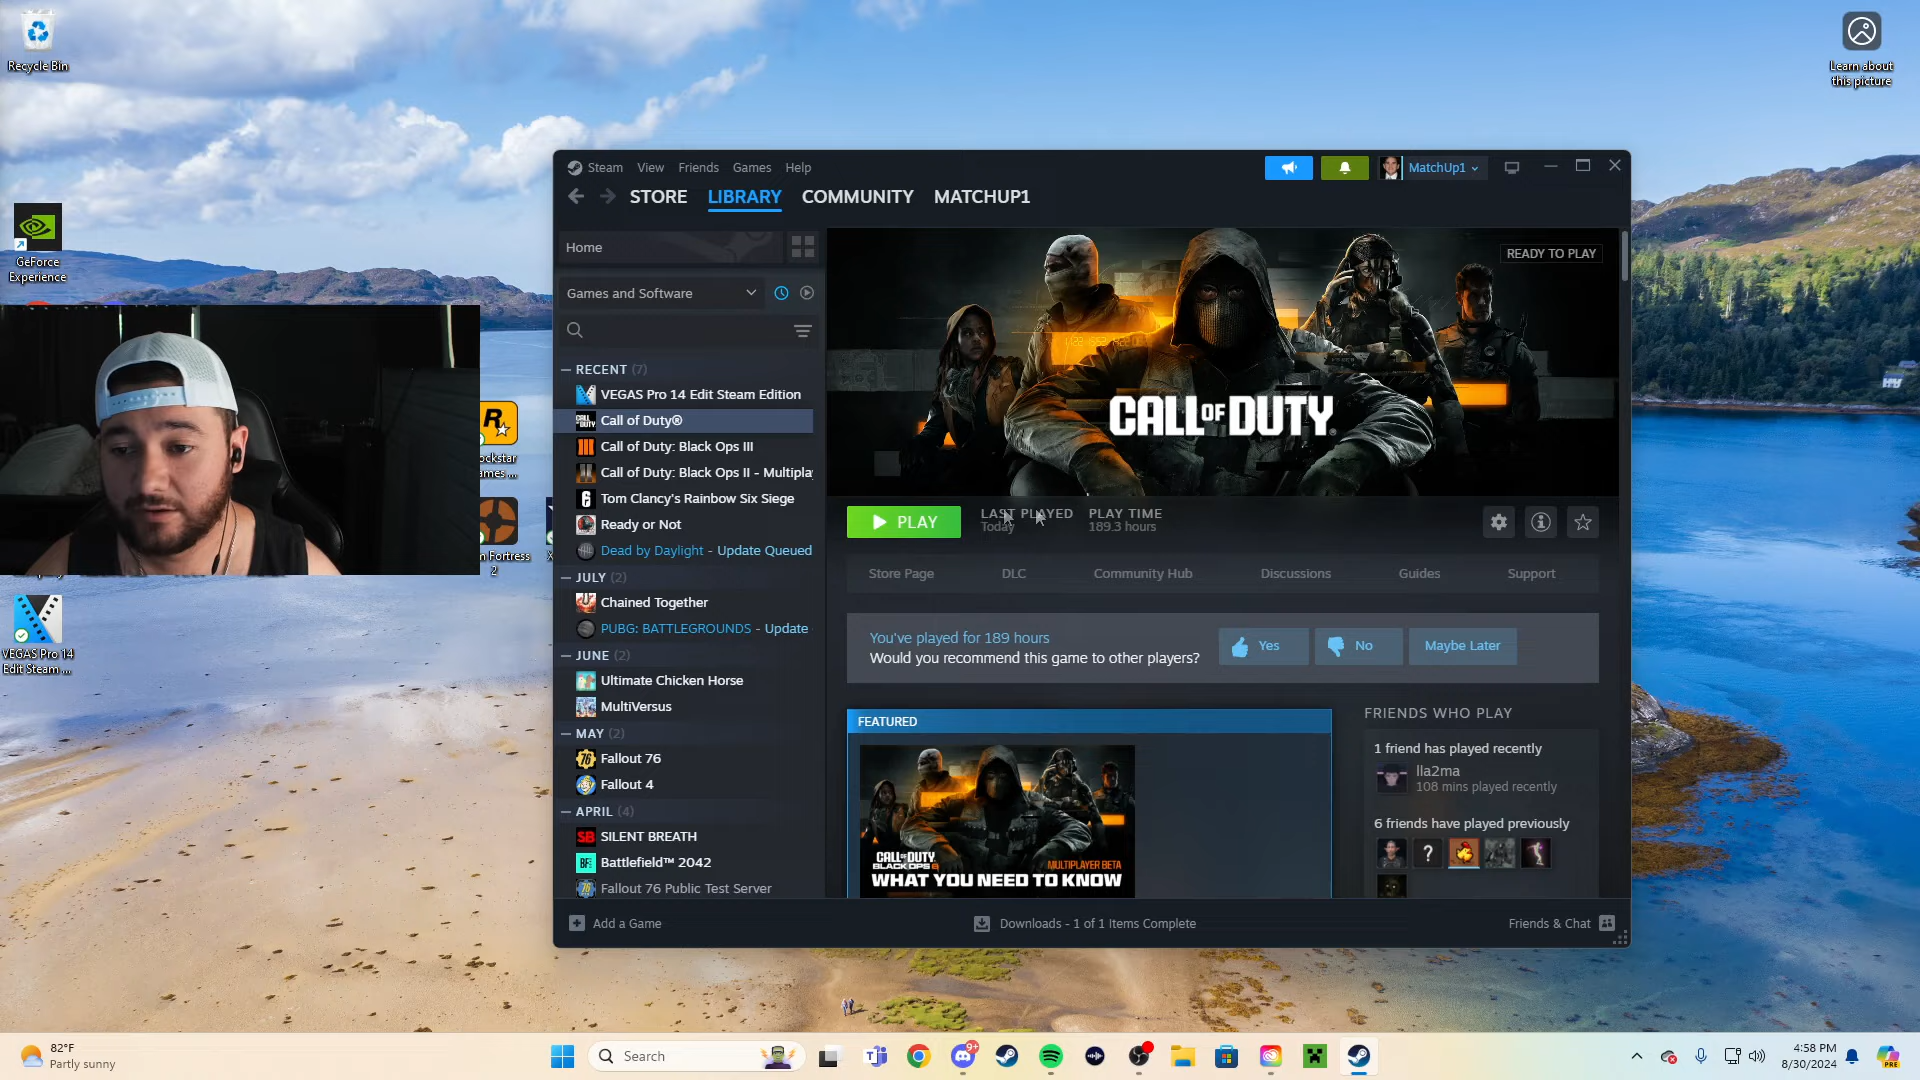 Recycle Bin
Learn about
this picture
GeForce
Experience
ockstar
ames ...
m Fortress
2
VEGAS Pro 14
Edit Steam ...
Steam View Friends Games Help
MatchUp1
STORE LIBRARY COMMUNITY MATCHUP1
Home
Games and Software
RECENT (7)
VEGAS Pro 14 Edit Steam Edition
Call of Duty®
Call of Duty: Black Ops III
Call of Duty: Black Ops II - Multipla
Tom Clancy's Rainbow Six Siege
Ready or Not
Dead by Daylight - Update Queued
JULY (2)
Chained Together
PUBG: BATTLEGROUNDS - Update
JUNE (2)
Ultimate Chicken Horse
MultiVersus
MAY (2)
Fallout 76
Fallout 4
APRIL (4)
SILENT BREATH
Battlefield™ 2042
Fallout 76 Public Test Server
READY TO PLAY
CALL OF DUTY®
PLAY
LAST PLAYED
Today
PLAY TIME
189.3 hours
Store Page DLC Community Hub Discussions Guides Support
You've played for 189 hours
Would you recommend this game to other players?
Yes No Maybe Later
FEATURED
CALL OF DUTY
BLACK OPS 6
MULTIPLAYER BETA
WHAT YOU NEED TO KNOW
FRIENDS WHO PLAY
1 friend has played recently
lla2ma
108 mins played recently
6 friends have played previously
?
Add a Game
Downloads - 1 of 1 Items Complete
Friends & Chat
82°F
Partly sunny
Search
9+
4:58 PM
8/30/2024
PRE